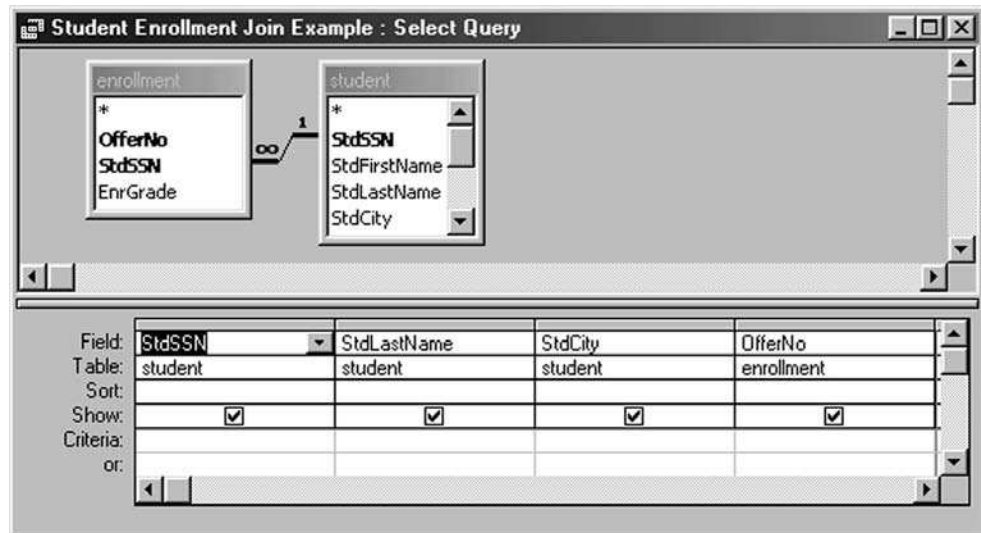 Student Enrollment Join Example : Select Query
enrollment
*
OfferNo
StdSSN
EnrGrade
∞
1
student
*
StdSSN
StdFirstName
StdLastName
StdCity
Field: StdSSN StdLastName StdCity OfferNo
Table: student student student enrollment
Sort:
Show:
Criteria:
or: